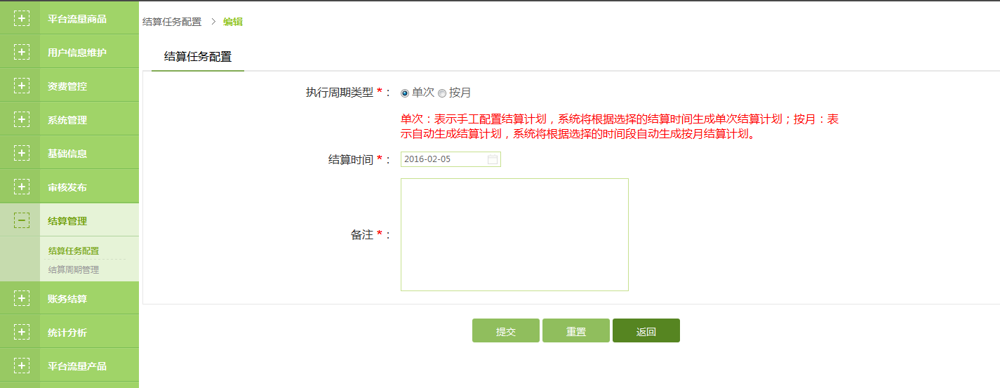 平台流量商品
用户信息维护
资费管控
系统管理
基础信息
审核发布
结算管理
结算任务配置
结算周期管理
账务结算
统计分析
平台流量产品
结算任务配置 > 编辑
结算任务配置
执行周期类型 *： 单次 按月
单次：表示手工配置结算计划，系统将根据选择的结算时间生成单次结算计划；按月：表
示自动生成结算计划，系统将根据选择的时间段自动生成按月结算计划。
结算时间 *： 2016-02-05
备注 *：
提交 重置 返回